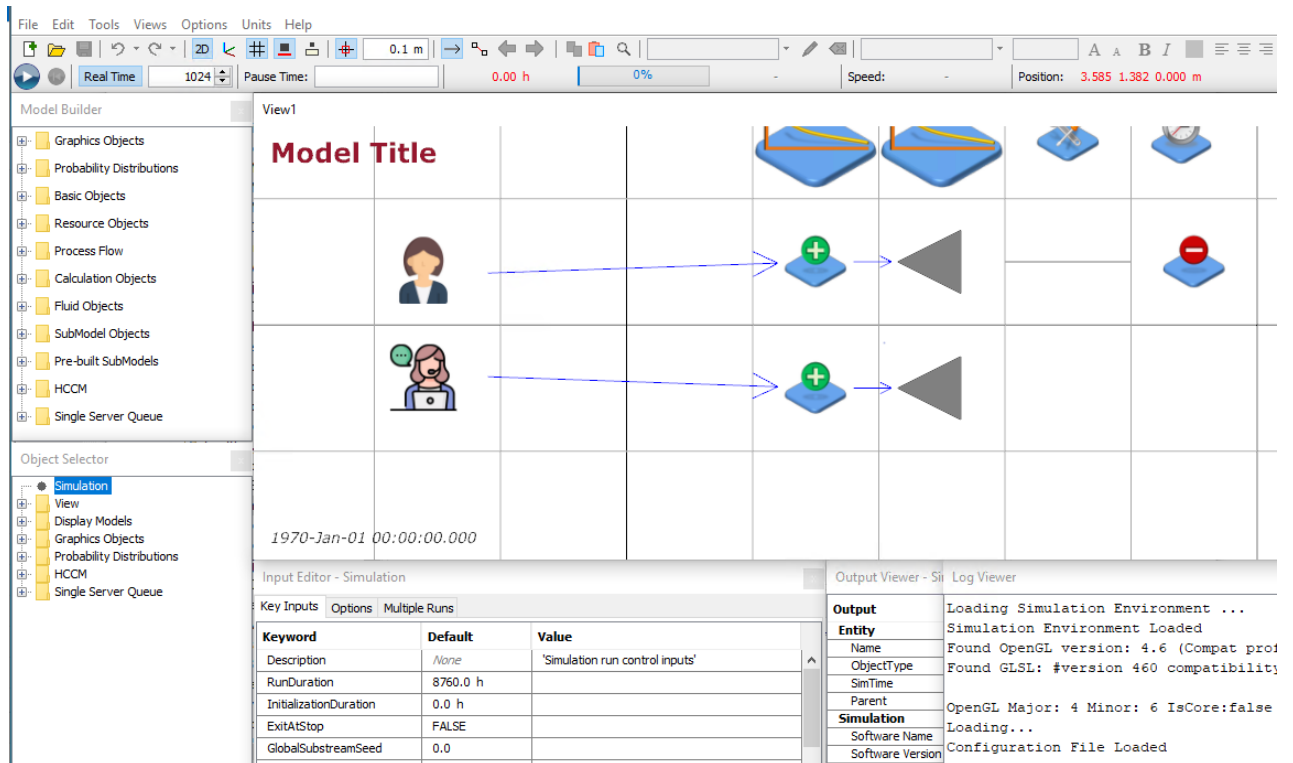 File Edit Tools Views Options Units Help
2D 0.1 m A A B I
Real Time 1024 Pause Time: 0.00 h 0% - Speed: - Position: 3.585 1.382 0.000 m
Model Builder
Graphics Objects
Probability Distributions
Basic Objects
Resource Objects
Process Flow
Calculation Objects
Fluid Objects
SubModel Objects
Pre-built SubModels
HCCM
Single Server Queue
Object Selector
Simulation
View
Display Models
Graphics Objects
Probability Distributions
HCCM
Single Server Queue
View1
Model Title
1970-Jan-01 00:00:00.000
Input Editor - Simulation
Key Inputs Options Multiple Runs
Keyword Default Value
Description None 'Simulation run control inputs'
RunDuration 8760.0 h
InitializationDuration 0.0 h
ExitAtStop FALSE
GlobalSubstreamSeed 0.0
Output Viewer - Si
Output
Entity
Name
ObjectType
SimTime
Parent
Simulation
Software Name
Software Version
Log Viewer
Loading Simulation Environment ...
Simulation Environment Loaded
Found OpenGL version: 4.6 (Compat prof
Found GLSL: #version 460 compatibility
OpenGL Major: 4 Minor: 6 IsCore:false
Loading...
Configuration File Loaded